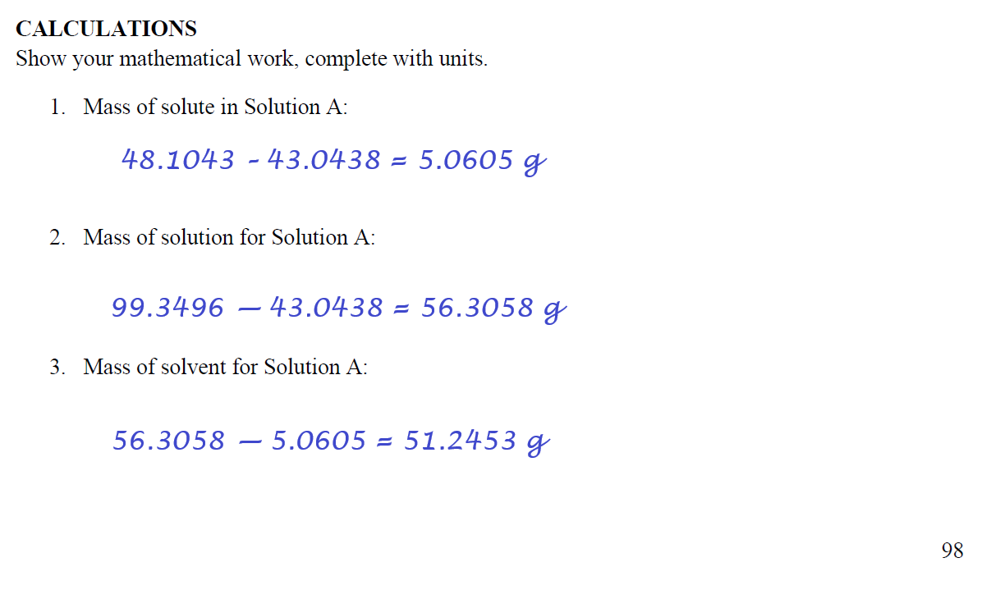 CALCULATIONS
Show your mathematical work, complete with units.
1. Mass of solute in Solution A:
48.1043 - 43.0438 = 5.0605 g
2. Mass of solution for Solution A:
99.3496 – 43.0438 = 56.3058 g
3. Mass of solvent for Solution A:
56.3058 – 5.0605 = 51.2453 g
98